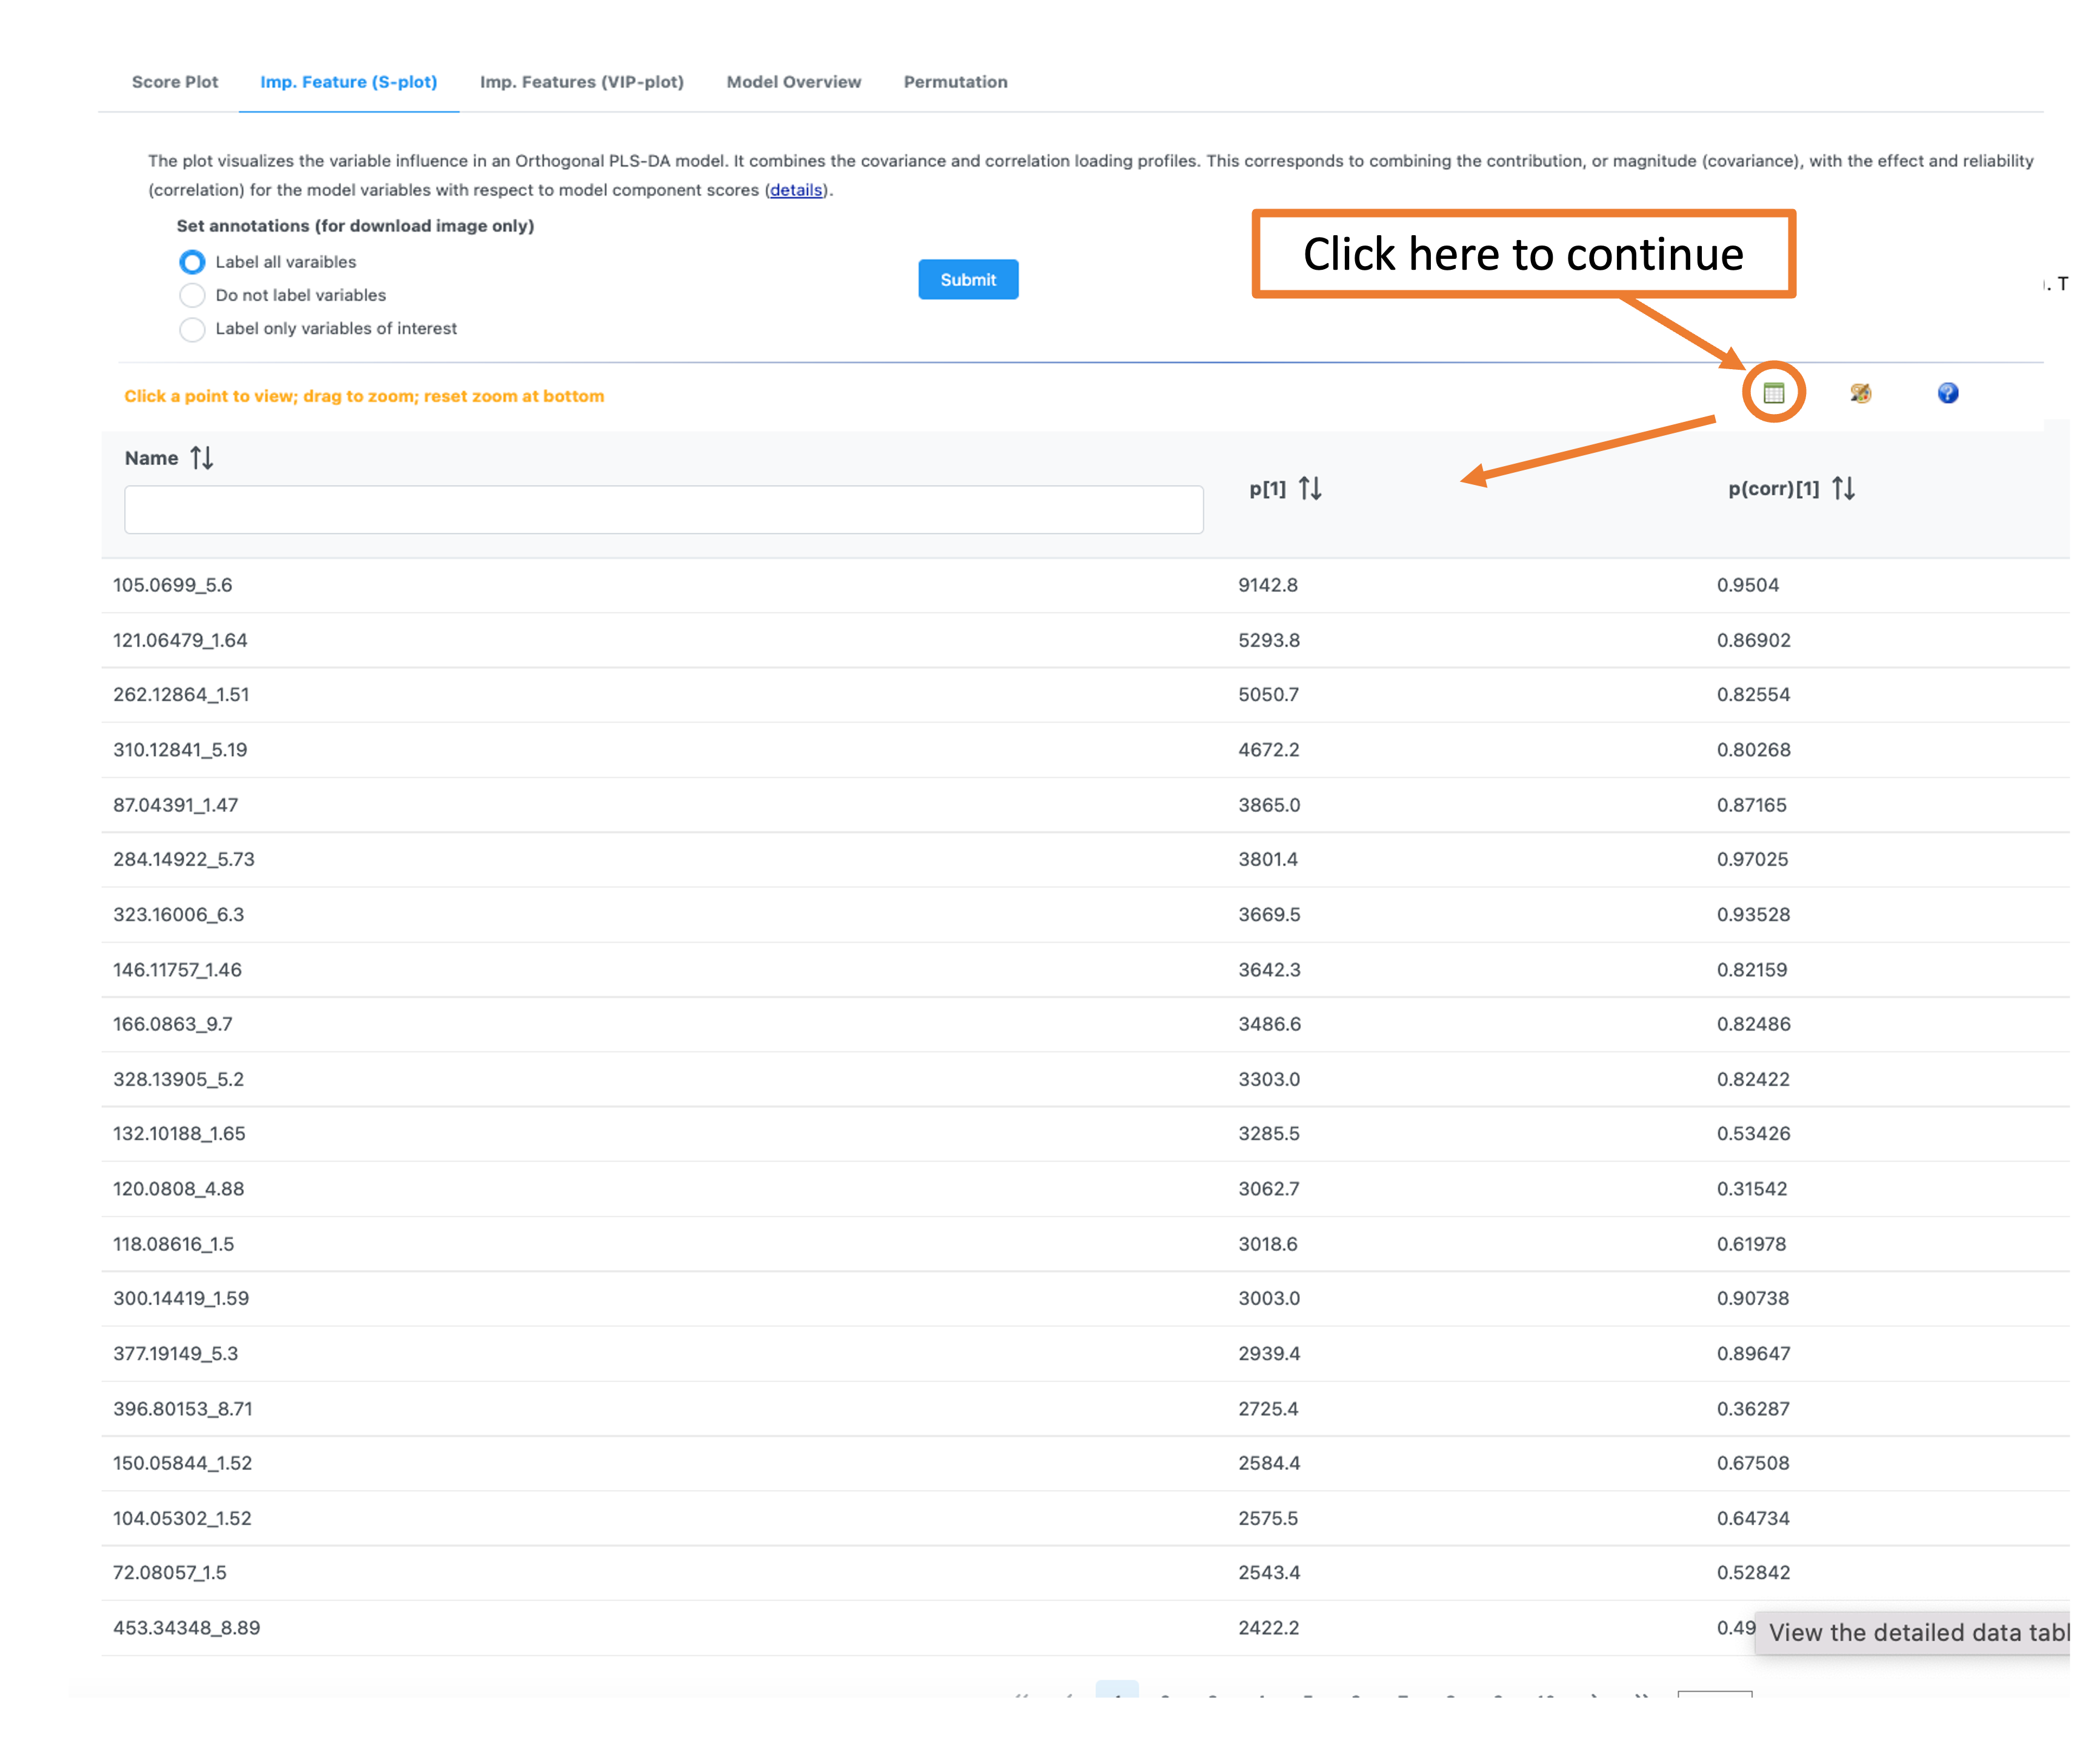 Score Plot Imp. Feature (S-plot) Imp. Features (VIP-plot) Model Overview Permutation
The plot visualizes the variable influence in an Orthogonal PLS-DA model. It combines the covariance and correlation loading profiles. This corresponds to combining the contribution, or magnitude (covariance), with the effect and reliability
(correlation) for the model variables with respect to model component scores (details).
Set annotations (for download image only)
Label all varaibles
Do not label variables
Label only variables of interest
Submit
Click here to continue
. T
Click a point to view; drag to zoom; reset zoom at bottom
Name p[1] p(corr)[1]
105.0699_5.6 9142.8 0.9504
121.06479_1.64 5293.8 0.86902
262.12864_1.51 5050.7 0.82554
310.12841_5.19 4672.2 0.80268
87.04391_1.47 3865.0 0.87165
284.14922_5.73 3801.4 0.97025
323.16006_6.3 3669.5 0.93528
146.11757_1.46 3642.3 0.82159
166.0863_9.7 3486.6 0.82486
328.13905_5.2 3303.0 0.82422
132.10188_1.65 3285.5 0.53426
120.0808_4.88 3062.7 0.31542
118.08616_1.5 3018.6 0.61978
300.14419_1.59 3003.0 0.90738
377.19149_5.3 2939.4 0.89647
396.80153_8.71 2725.4 0.36287
150.05844_1.52 2584.4 0.67508
104.05302_1.52 2575.5 0.64734
72.08057_1.5 2543.4 0.52842
453.34348_8.89 2422.2 0.49
View the detailed data tabl